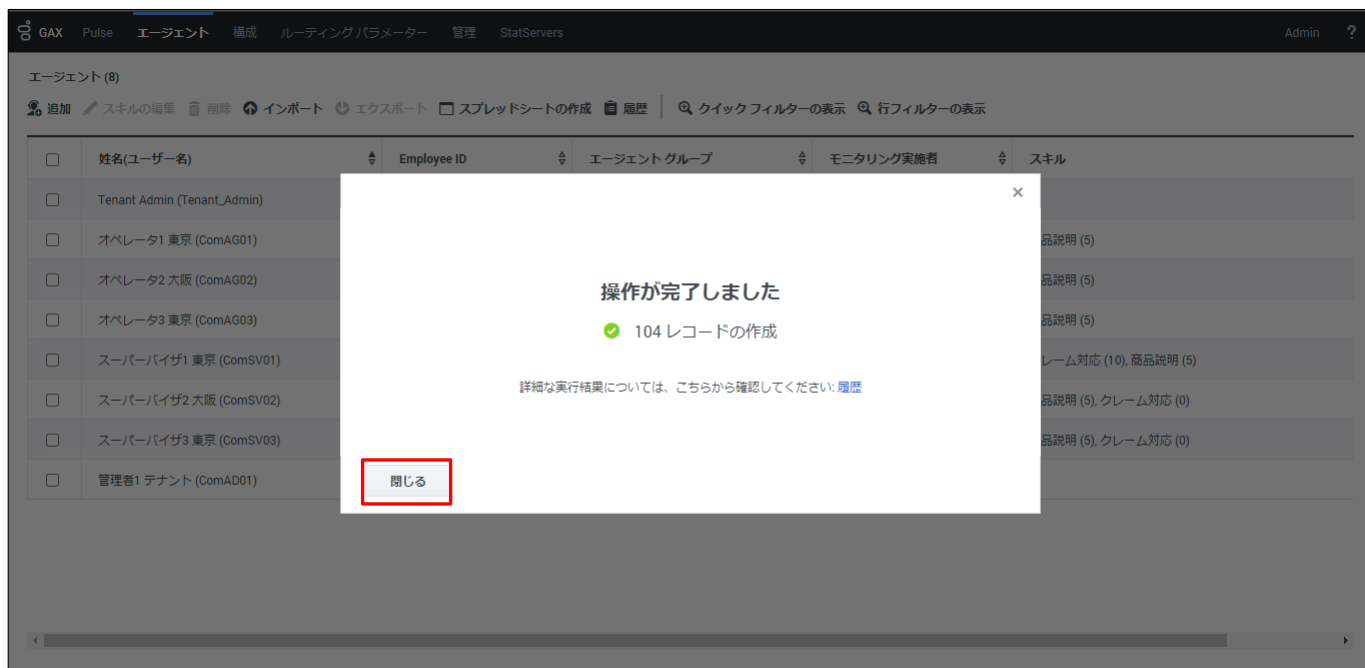 GAX Pulse エージェント 構成 ルーティング パラメーター 管理 StatServers Admin ?
エージェント (8)
追加 スキルの編集 削除 インポート エクスポート スプレッドシートの作成 履歴 クイック フィルターの表示 行フィルターの表示
姓名(ユーザー名) Employee ID エージェント グループ モニタリング実施者 スキル
Tenant Admin (Tenant_Admin)
オペレータ1 東京 (ComAG01) 品説明 (5)
オペレータ2 大阪 (ComAG02) 品説明 (5)
オペレータ3 東京 (ComAG03) 品説明 (5)
スーパーバイザ1 東京 (ComSV01) レーム対応 (10), 商品説明 (5)
スーパーバイザ2 大阪 (ComSV02) 品説明 (5), クレーム対応 (0)
スーパーバイザ3 東京 (ComSV03) 品説明 (5), クレーム対応 (0)
管理者1 テナント (ComAD01)
×
操作が完了しました
104 レコードの作成
詳細な実行結果については、こちらから確認してください: 履歴
閉じる